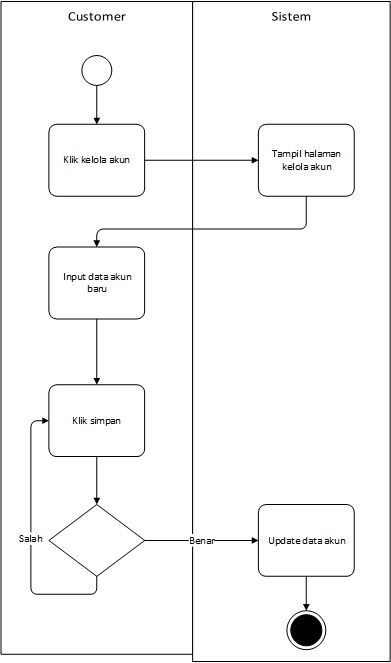 Customer
Sistem
Klik kelola akun
Tampil halaman
kelola akun
Input data akun
baru
Klik simpan
Salah
Benar
Update data akun